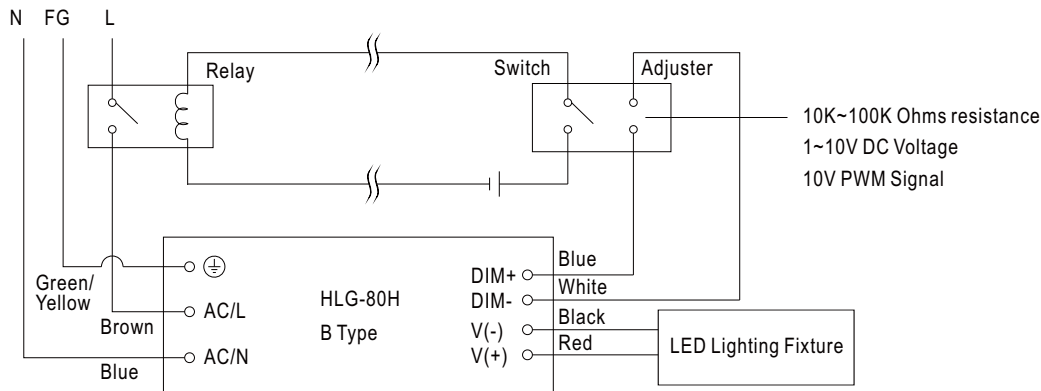 N FG L
Relay
Switch
Adjuster
10K~100K Ohms resistance
1~10V DC Voltage
10V PWM Signal
Green/
Yellow
Brown
Blue
AC/L
AC/N
HLG-80H
B Type
DIM+
DIM-
V(-)
V(+)
Blue
White
Black
Red
LED Lighting Fixture